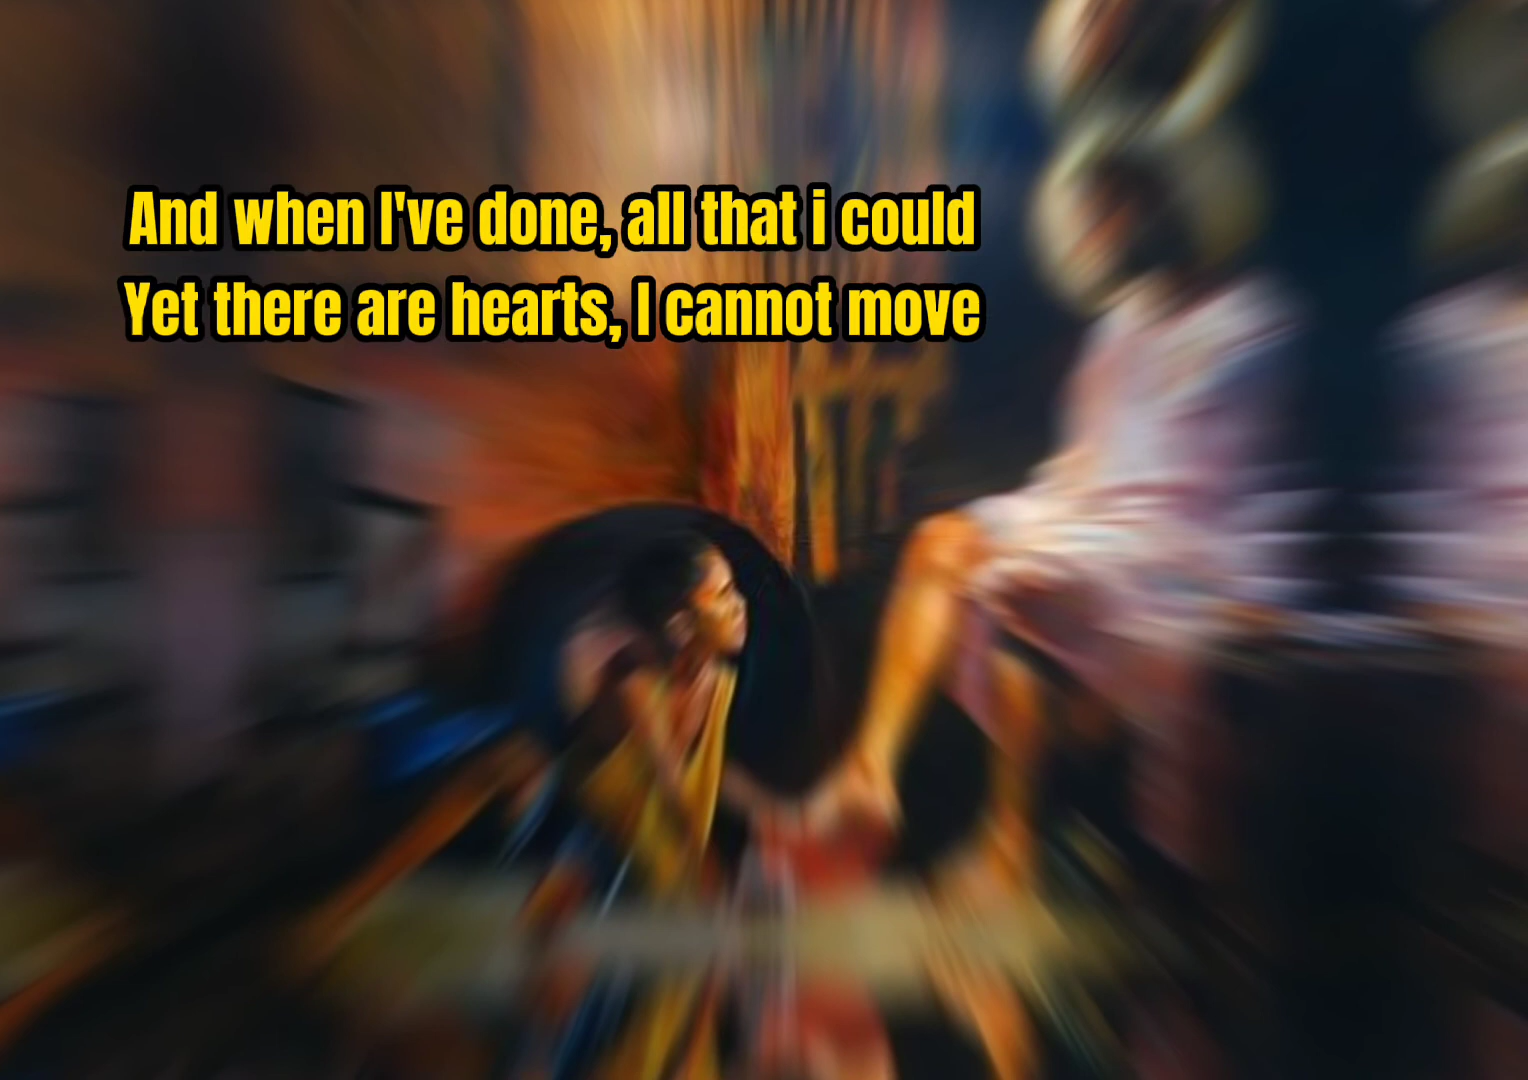 And when I've done, all that i could
Yet there are hearts, I cannot move